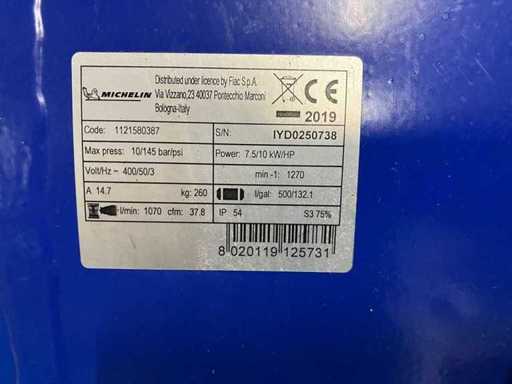 MICHELIN
Distributed under licence by Fiac S.p.A.
Via Vizzano,23 40037 Pontecchio Marconi
Bologna-Italy
CE
2019
Code: 1121580387
S/N: IYD0250738
Max press: 10/145 bar/psi
Power: 7.5/10 kW/HP
Volt/Hz ~ 400/50/3
min -1: 1270
A 14.7 kg: 260
l/gal: 500/132.1
l/min: 1070 cfm: 37.8
IP 54 S3 75%
8 020119 125731